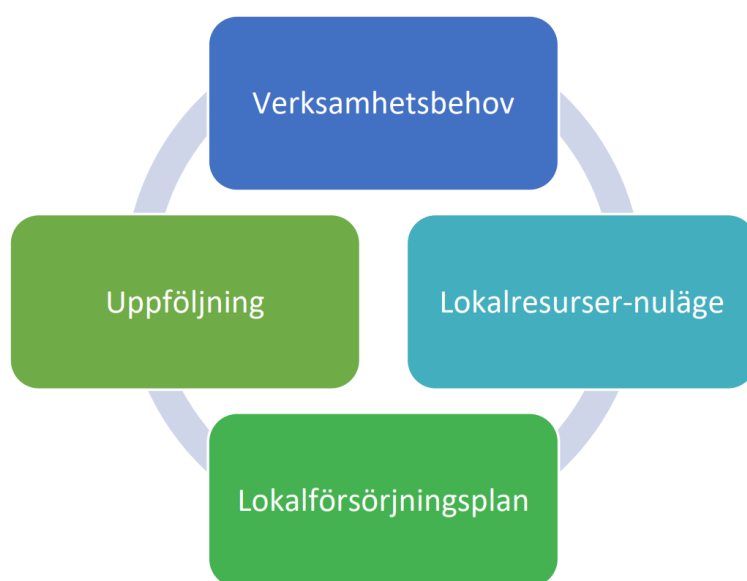 Verksamhetsbehov
Uppföljning
Lokalresurser-nuläge
Lokalförsörjningsplan